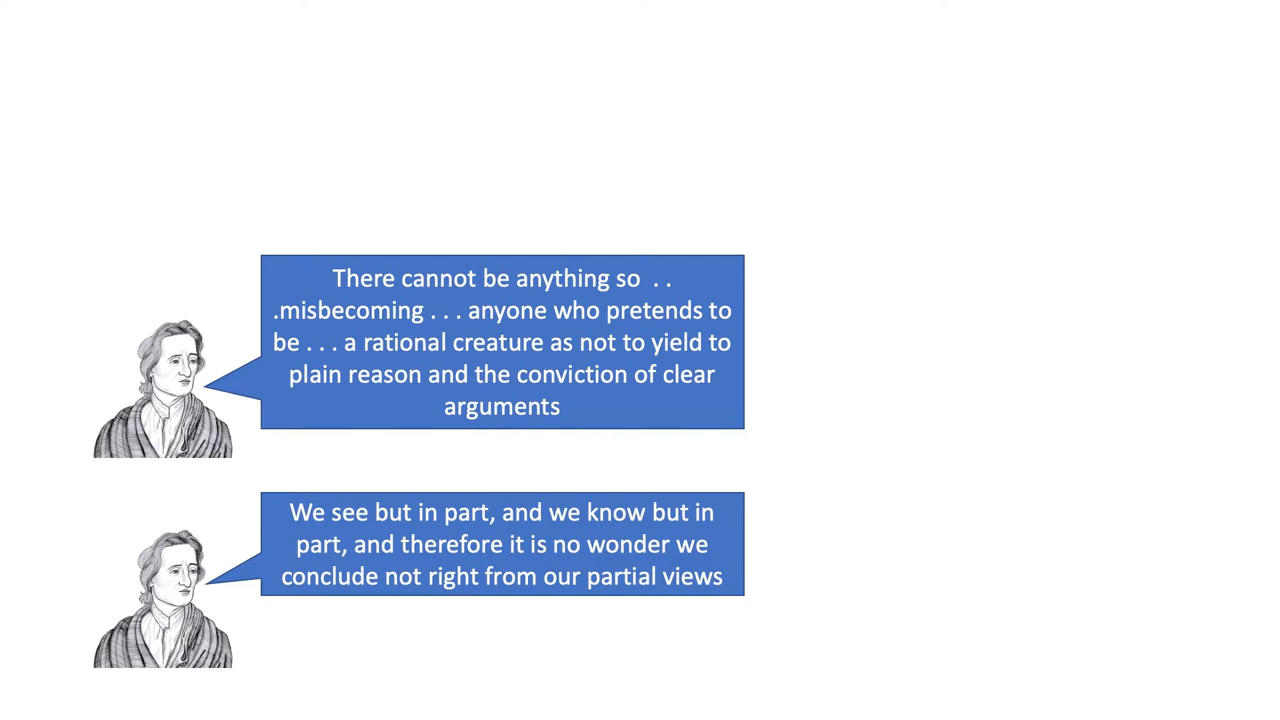 There cannot be anything so . .
.misbecoming . . . anyone who pretends to
be . . . a rational creature as not to yield to
plain reason and the conviction of clear
arguments
We see but in part, and we know but in
part, and therefore it is no wonder we
conclude not right from our partial views